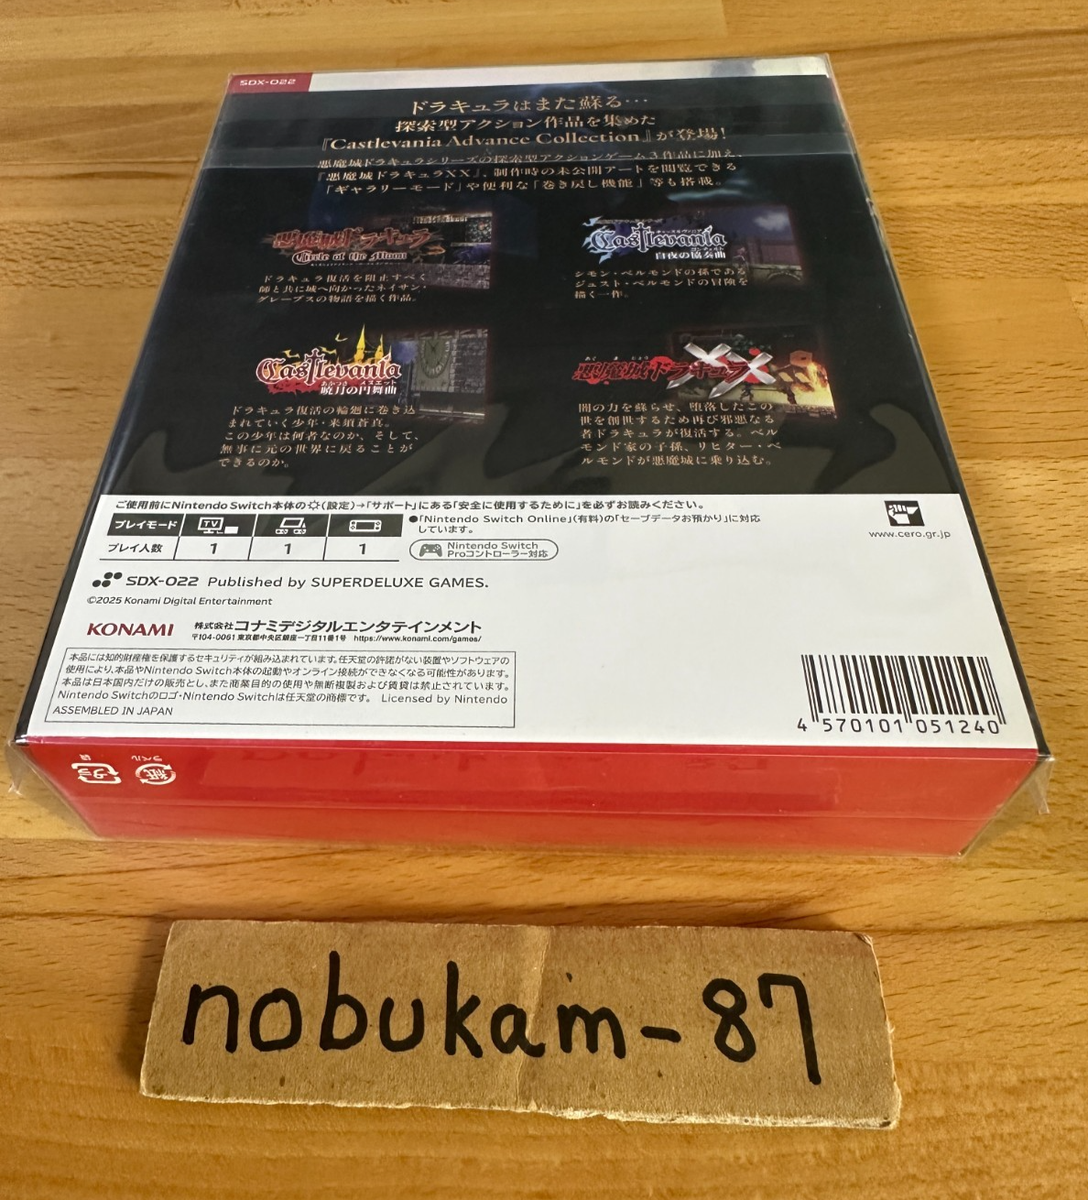 SDX-022
ドラキュラはまた蘇る…
探索型アクション作品を集めた
『Castlevania Advance Collection』が登場!
悪魔城ドラキュラシリーズの探索型アクションゲーム3作品に加え、
『悪魔城ドラキュラXX』、制作時の未公開アートを閲覧できる
「ギャラリーモード」や便利な「巻き戻し機能」等も搭載。
悪魔城ドラキュラ
Circle of the Moon
ドラキュラ復活を阻止すべく
師と共に城へ向かったネイサン・
グレーブスの物語を描く作品。
Castlevania
白夜の協奏曲
シモン・ベルモンドの孫である
ジュスト・ベルモンドの冒険を
描く一作。
Castlevania
あかつき メヌエット
暁月の円舞曲
ドラキュラ復活の輪廻に巻き込
まれていく少年・来須蒼真。
この少年は何者なのか、そして、
無事に元の世界に戻ることが
できるのか。
あくまじょう
悪魔城ドラキュラXX
闇の力を蘇らせ、堕落したこの
世を創世するため再び邪悪なる
者ドラキュラが復活する。ベル
モンド家の子孫、リヒター・ベ
ルモンドが悪魔城に乗り込む。
ご使用前にNintendo Switch本体の(設定)→「サポート」にある「安全に使用するために」を必ずお読みください。
プレイモード TV
プレイ人数 1 1 1
●「Nintendo Switch Online」(有料)の「セーブデータお預かり」に対応
しています。
Nintendo Switch
Proコントローラー対応
www.cero.gr.jp
SDX-022 Published by SUPERDELUXE GAMES.
©2025 Konami Digital Entertainment
KONAMI 株式会社コナミデジタルエンタテインメント
〒104-0061 東京都中央区銀座一丁目11番1号 https://www.konami.com/games/
本品には知的財産権を保護するセキュリティが組み込まれています。任天堂の許諾がない装置やソフトウェアの
使用により、本品やNintendo Switch本体の起動やオンライン接続ができなくなる可能性があります。
本品は日本国内だけの販売とし、また商業目的の使用や無断複製および賃貸は禁止されています。
Nintendo Switchのロゴ・Nintendo Switchは任天堂の商標です。 Licensed by Nintendo
ASSEMBLED IN JAPAN
4 570101 051240
プラ 袋
紙 ラベル
nobukam-87